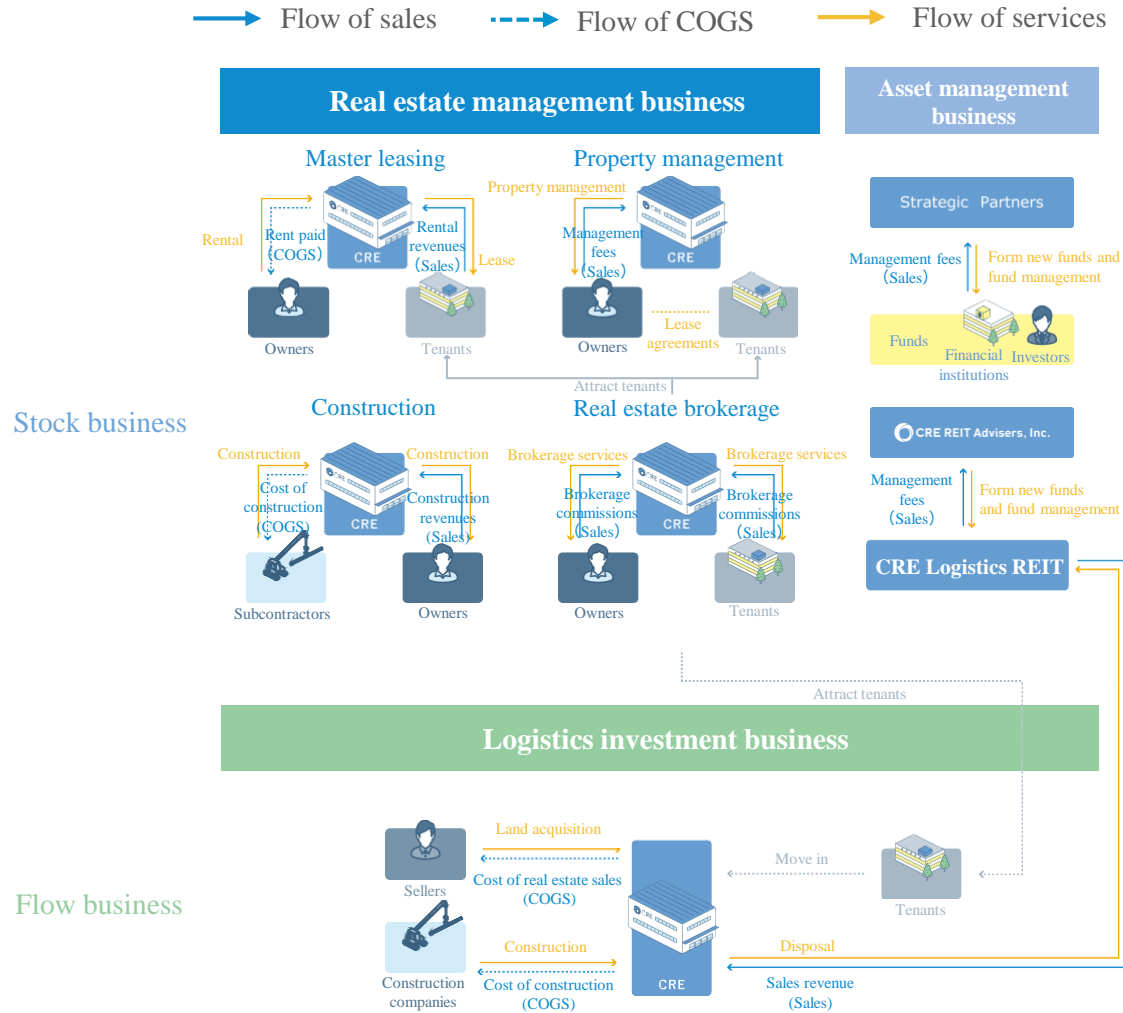 Flow of sales
Flow of COGS
Flow of services
Real estate management business
Asset management
business
Master leasing
Property management
Rental
Rent paid
(COGS)
CRE
CRE
Rental
revenues
(Sales)
Lease
Owners
Tenants
Property management
Management
fees
(Sales)
CRE
CRE
Owners
Lease
agreements
Tenants
Attract tenants
Strategic Partners
Management fees
(Sales)
Form new funds and
fund management
Funds
Financial
institutions
Investors
Stock business
Construction
Real estate brokerage
Construction
Cost of
construction
(COGS)
CRE
CRE
Construction
Construction
revenues
(Sales)
Subcontractors
Owners
Brokerage services
Brokerage
commissions
(Sales)
CRE
CRE
Brokerage services
Brokerage
commissions
(Sales)
Owners
Tenants
CRE REIT Advisers, Inc.
Management
fees
(Sales)
Form new funds
and fund management
CRE Logistics REIT
Attract tenants
Logistics investment business
Flow business
Sellers
Land acquisition
Cost of real estate sales
(COGS)
Construction
companies
Construction
Cost of construction
(COGS)
CRE
CRE
Move in
Tenants
Disposal
Sales revenue
(Sales)